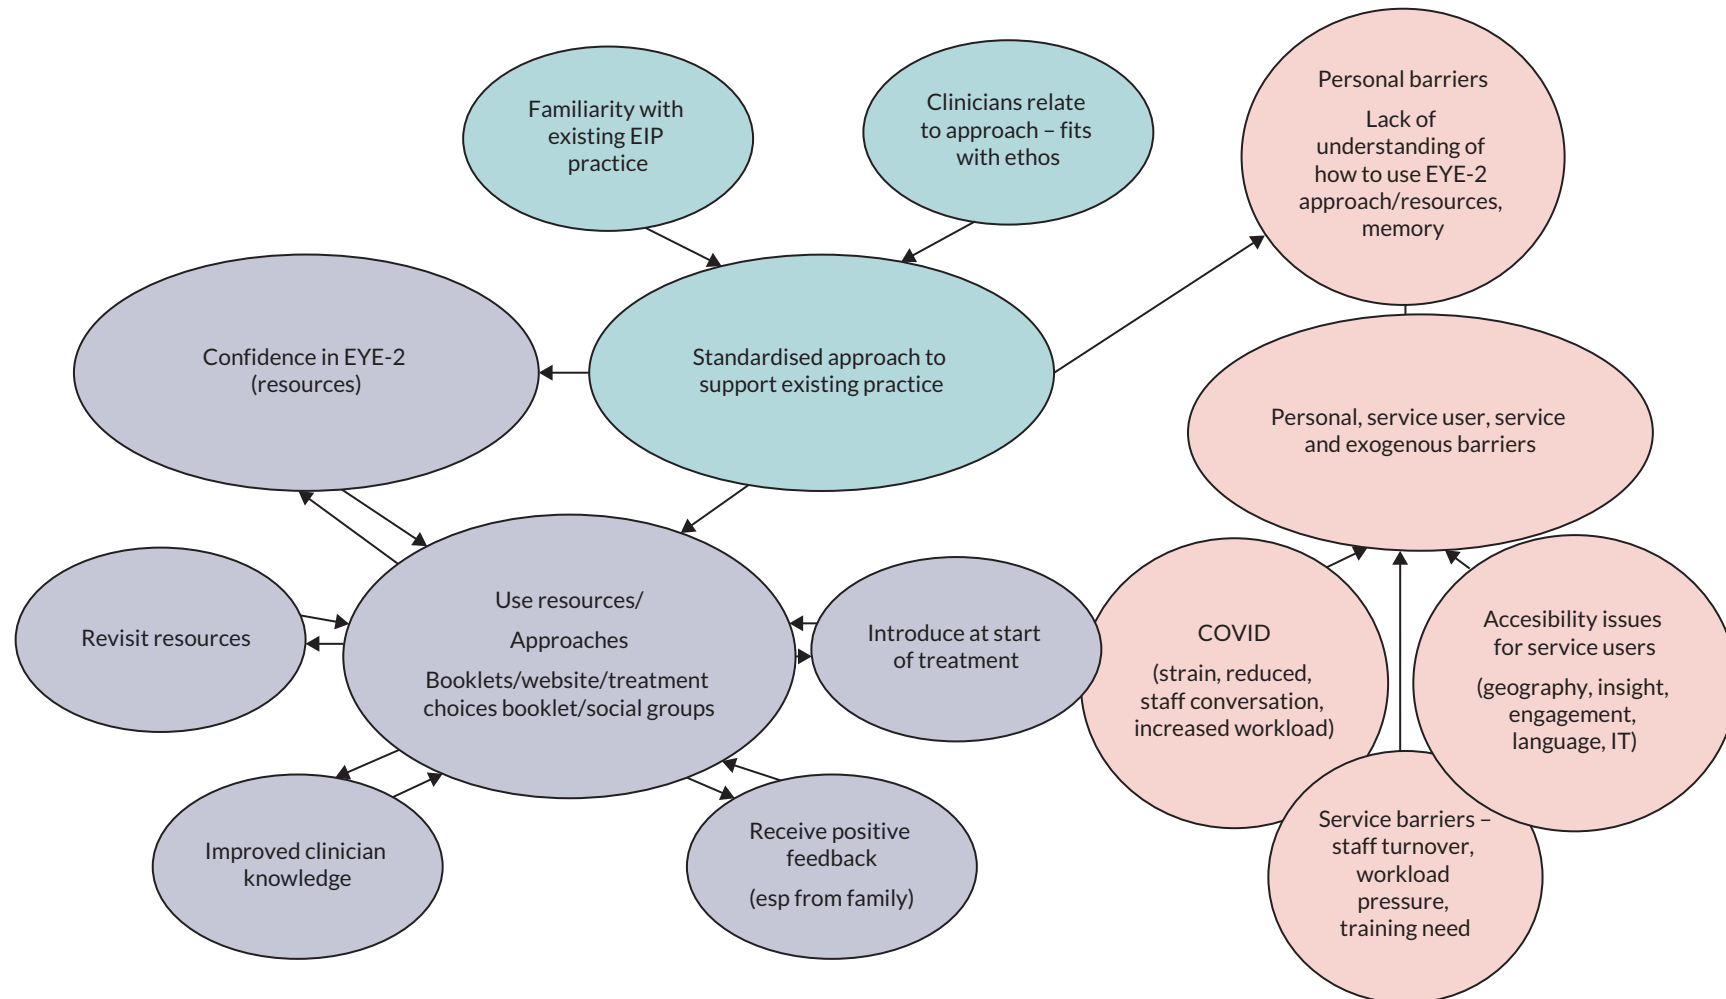 Familiarity with
existing EIP
practice
Clinicians relate
to approach – fits
with ethos
Personal barriers
Lack of
understanding of
how to use EYE-2
approach/resources,
memory
Confidence in EYE-2
(resources)
Standardised approach to
support existing practice
Personal, service user, service
and exogenous barriers
Revisit resources
Use resources/
Approaches
Booklets/website/treatment
choices booklet/social groups
Introduce at start
of treatment
COVID
(strain, reduced,
staff conversation,
increased workload)
Accesibility issues
for service users
(geography, insight,
engagement,
language, IT)
Improved clinician
knowledge
Receive positive
feedback
(esp from family)
Service barriers –
staff turnover,
workload
pressure,
training need